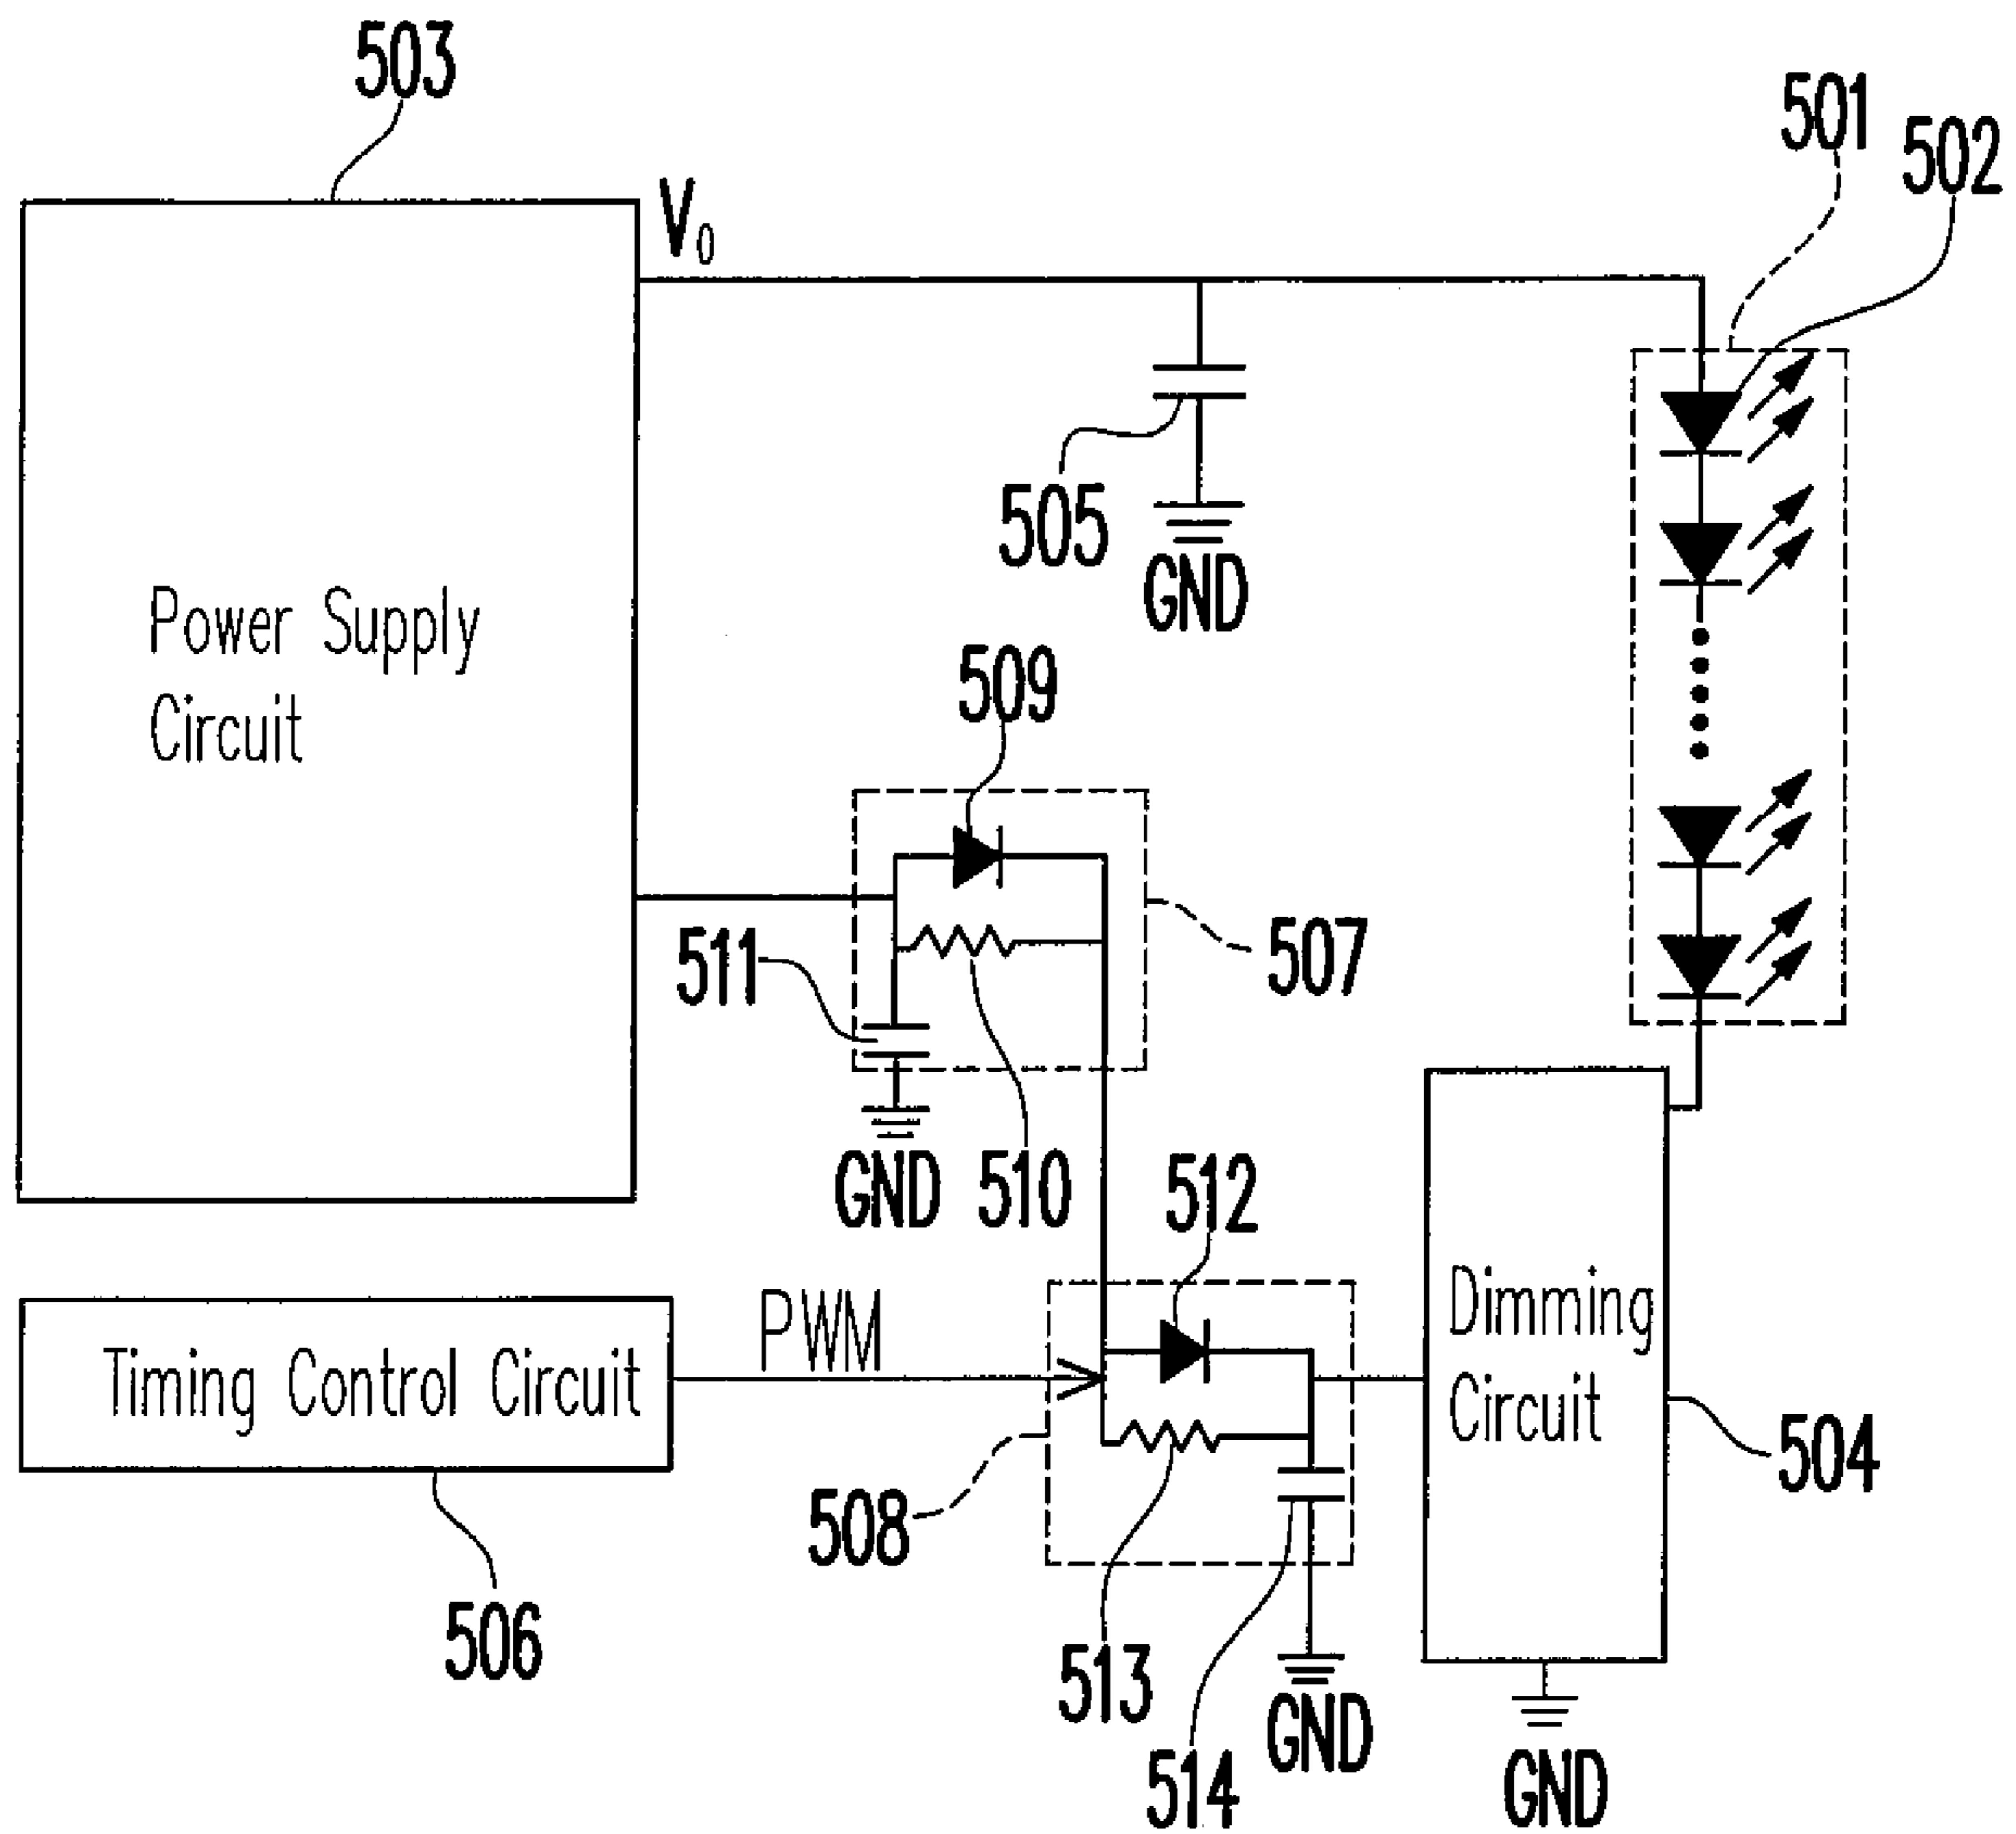 503
501
502
V0
505
GND
Power Supply
Circuit
509
511
507
GND
510
512
Timing Control Circuit
PWM
Dimming
Circuit
504
508
506
513
514
GND
GND